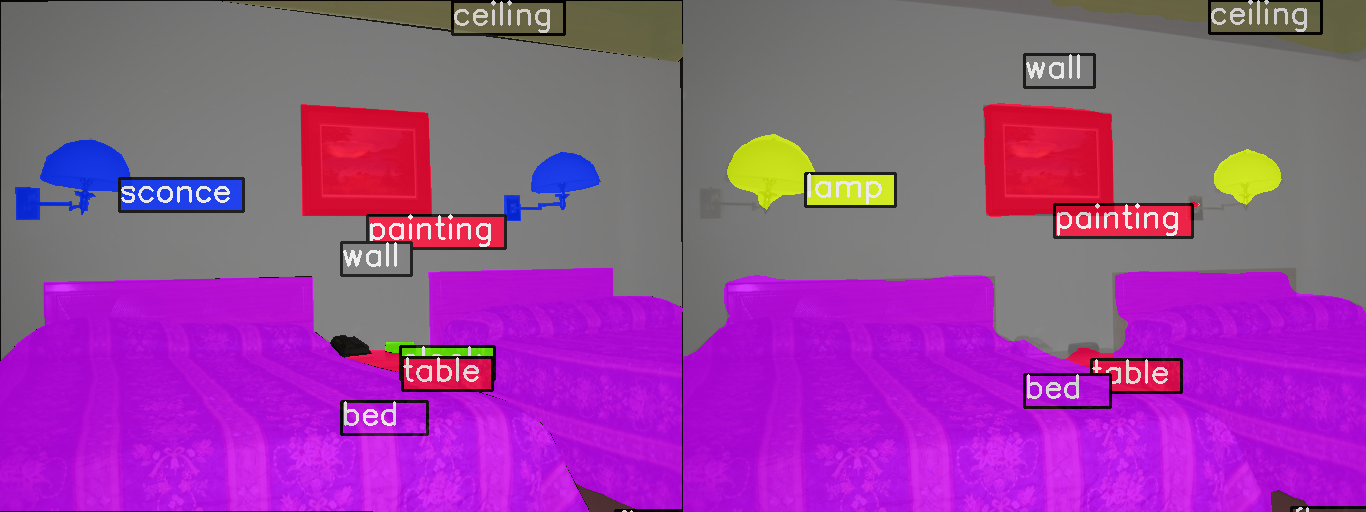 ceiling
sconce
painting
wall
table
bed
ceiling
wall
lamp
painting
table
bed